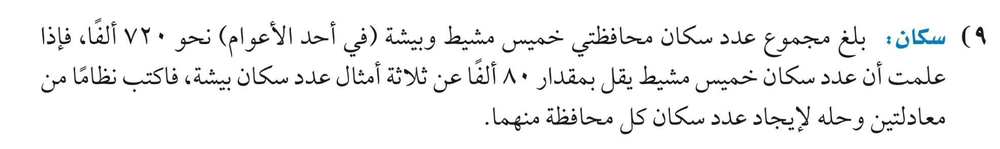 ٩) سكان: بلغ مجموع عدد سكان محافظتي خميس مشيط وبيشة (في أحد الأعوام) نحو ٧٢٠ ألفًا، فإذا
علمت أن عدد سكان خميس مشيط يقل بمقدار ٨٠ ألفًا عن ثلاثة أمثال عدد سكان بيشة، فاكتب نظامًا من
معادلتين وحله لإيجاد عدد سكان كل محافظة منهما.